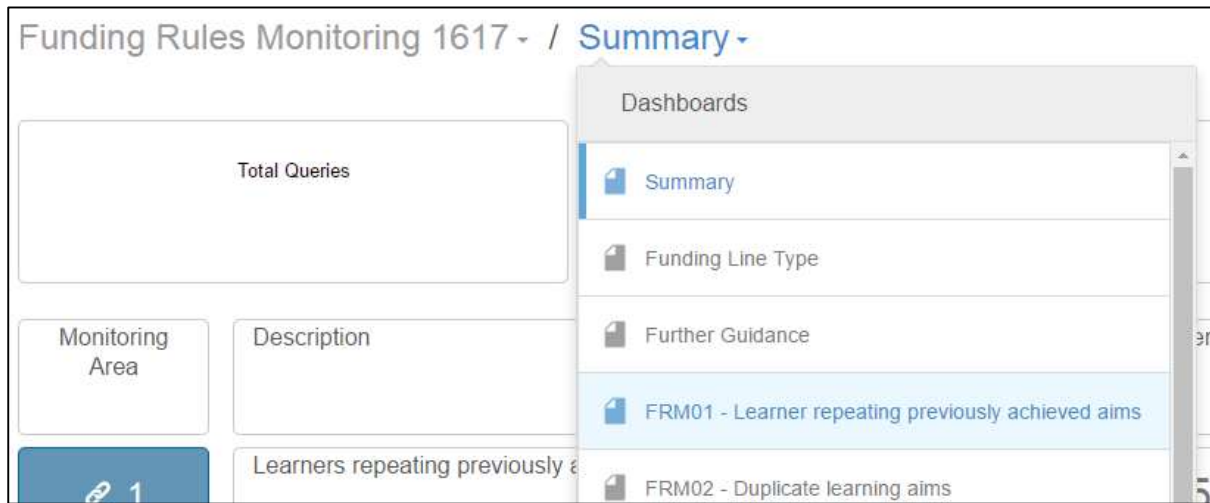 Funding Rules Monitoring 1617 / Summary
Dashboards
Total Queries
Summary
Funding Line Type
Monitoring
Area
Description
Further Guidance
FRM01 - Learner repeating previously achieved aims
1
Learners repeating previously
FRM02 - Duplicate learning aims